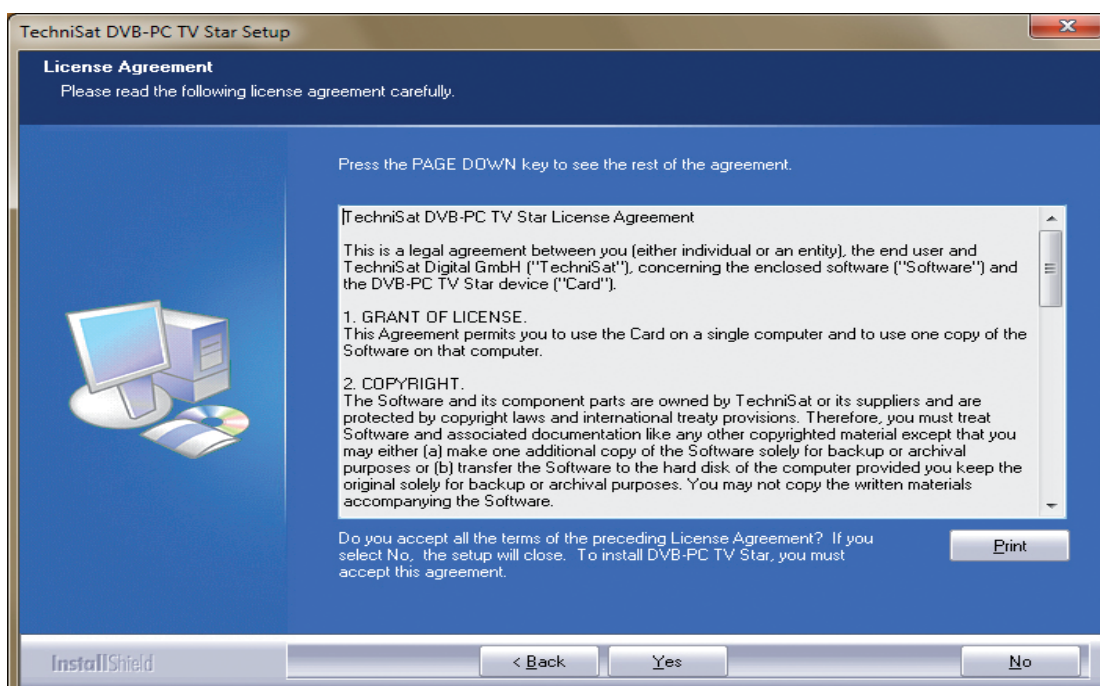 TechniSat DVB-PC TV Star Setup
License Agreement
Please read the following license agreement carefully.
Press the PAGE DOWN key to see the rest of the agreement.
TechniSat DVB-PC TV Star License Agreement
This is a legal agreement between you (either individual or an entity), the end user and
TechniSat Digital GmbH ("TechniSat"), concerning the enclosed software ("Software") and
the DVB-PC TV Star device ("Card").
1. GRANT OF LICENSE.
This Agreement permits you to use the Card on a single computer and to use one copy of the
Software on that computer.
2. COPYRIGHT.
The Software and its component parts are owned by TechniSat or its suppliers and are
protected by copyright laws and international treaty provisions. Therefore, you must treat
Software and associated documentation like any other copyrighted material except that you
may either (a) make one additional copy of the Software solely for backup or archival
purposes or (b) transfer the Software to the hard disk of the computer provided you keep the
original solely for backup or archival purposes. You may not copy the written materials
accompanying the Software.
Do you accept all the terms of the preceding License Agreement? If you
select No, the setup will close. To install DVB-PC TV Star, you must
accept this agreement.
Print
InstallShield
< Back
Yes
No